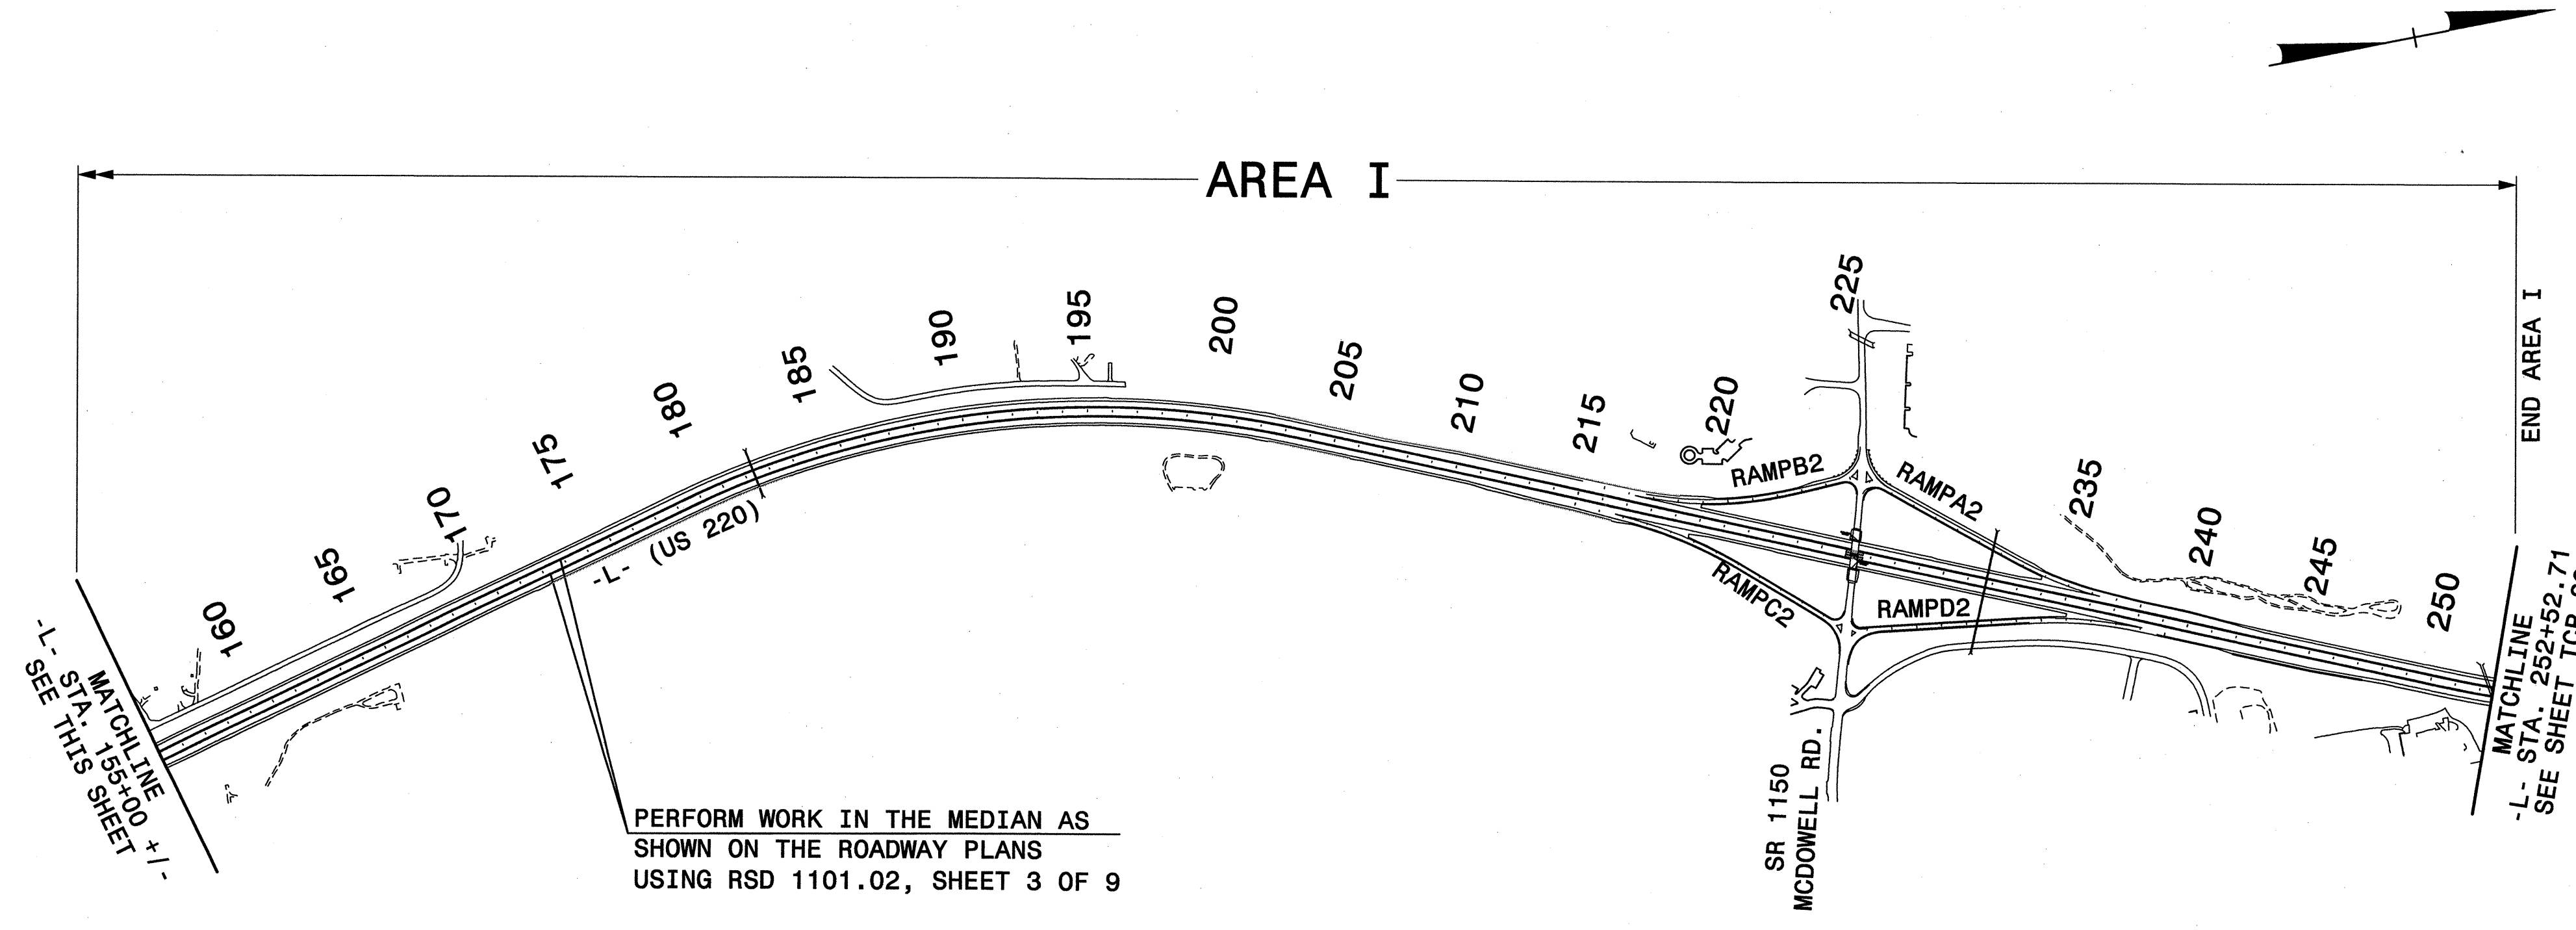 AREA I
END AREA I
160
165
170
175
180
185
190
195
200
205
210
215
220
225
235
240
245
250
-L- (US 220)
RAMPB2
RAMPA2
RAMPC2
RAMPD2
SR 1150
MCDOWELL RD.
MATCHLINE
-L- STA. 155+00 +/-
SEE THIS SHEET
PERFORM WORK IN THE MEDIAN AS
SHOWN ON THE ROADWAY PLANS
USING RSD 1101.02, SHEET 3 OF 9
MATCHLINE
-L- STA. 252+52.71
SEE SHEET